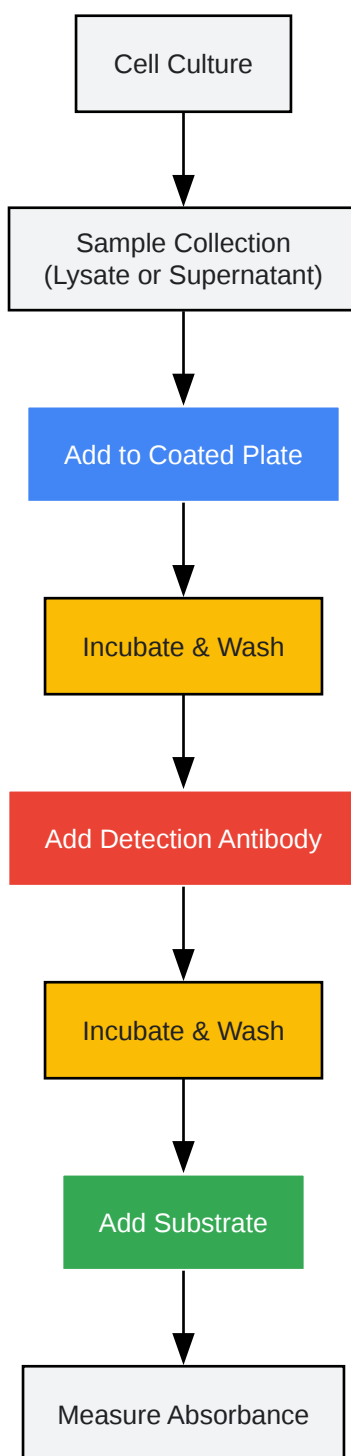 Cell Culture
Sample Collection
(Lysate or Supernatant)
Add to Coated Plate
Incubate & Wash
Add Detection Antibody
Incubate & Wash
Add Substrate
Measure Absorbance